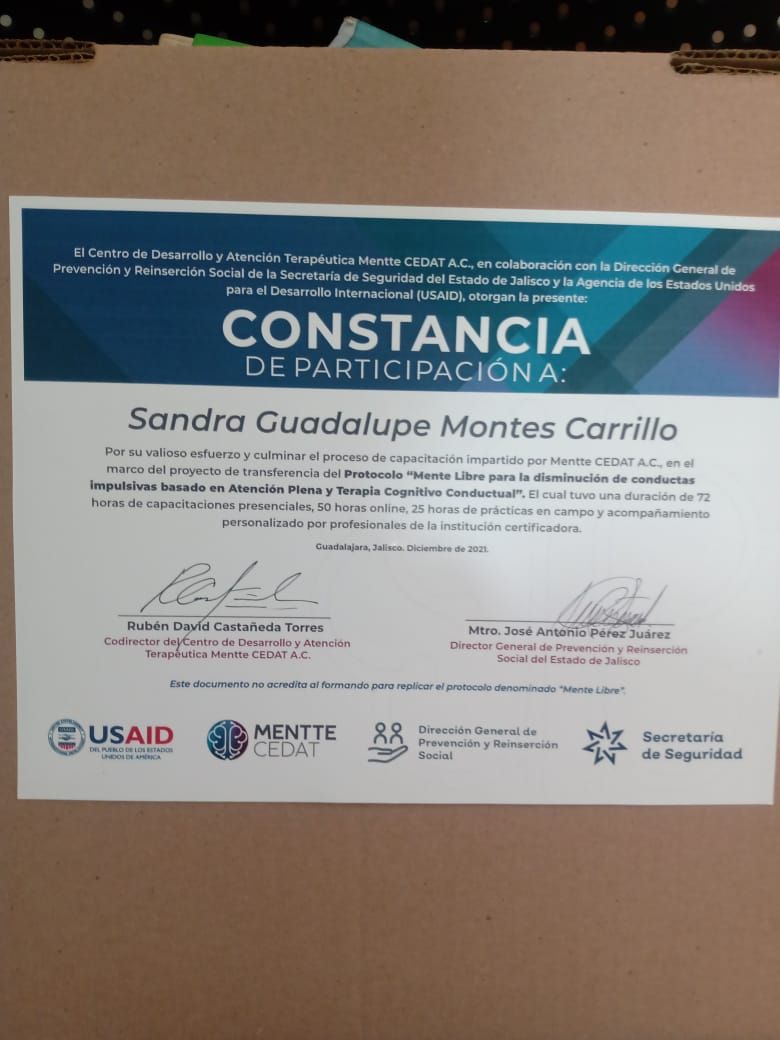 El Centro de Desarrollo y Atención Terapéutica Mentte CEDAT A.C., en colaboración con la Dirección General de
Prevención y Reinserción Social de la Secretaría de Seguridad del Estado de Jalisco y la Agencia de los Estados Unidos
para el Desarrollo Internacional (USAID), otorgan la presente:
CONSTANCIA
DE PARTICIPACIÓN A:
Sandra Guadalupe Montes Carrillo
Por su valioso esfuerzo y culminar el proceso de capacitación impartido por Mentte CEDAT A.C., en el
marco del proyecto de transferencia del Protocolo “Mente Libre para la disminución de conductas
impulsivas basado en Atención Plena y Terapia Cognitivo Conductual”. El cual tuvo una duración de 72
horas de capacitaciones presenciales, 50 horas online, 25 horas de prácticas en campo y acompañamiento
personalizado por profesionales de la institución certificadora.
Guadalajara, Jalisco. Diciembre de 2021.
Rubén David Castañeda Torres
Codirector del Centro de Desarrollo y Atención
Terapéutica Mentte CEDAT A.C.
Mtro. José Antonio Pérez Juárez
Director General de Prevención y Reinserción
Social del Estado de Jalisco
Este documento no acredita al formando para replicar el protocolo denominado “Mente Libre”.
USAID
DEL PUEBLO DE LOS ESTADOS
UNIDOS DE AMÉRICA
MENTTE
CEDAT
Dirección General de
Prevención y Reinserción
Social
Secretaría
de Seguridad